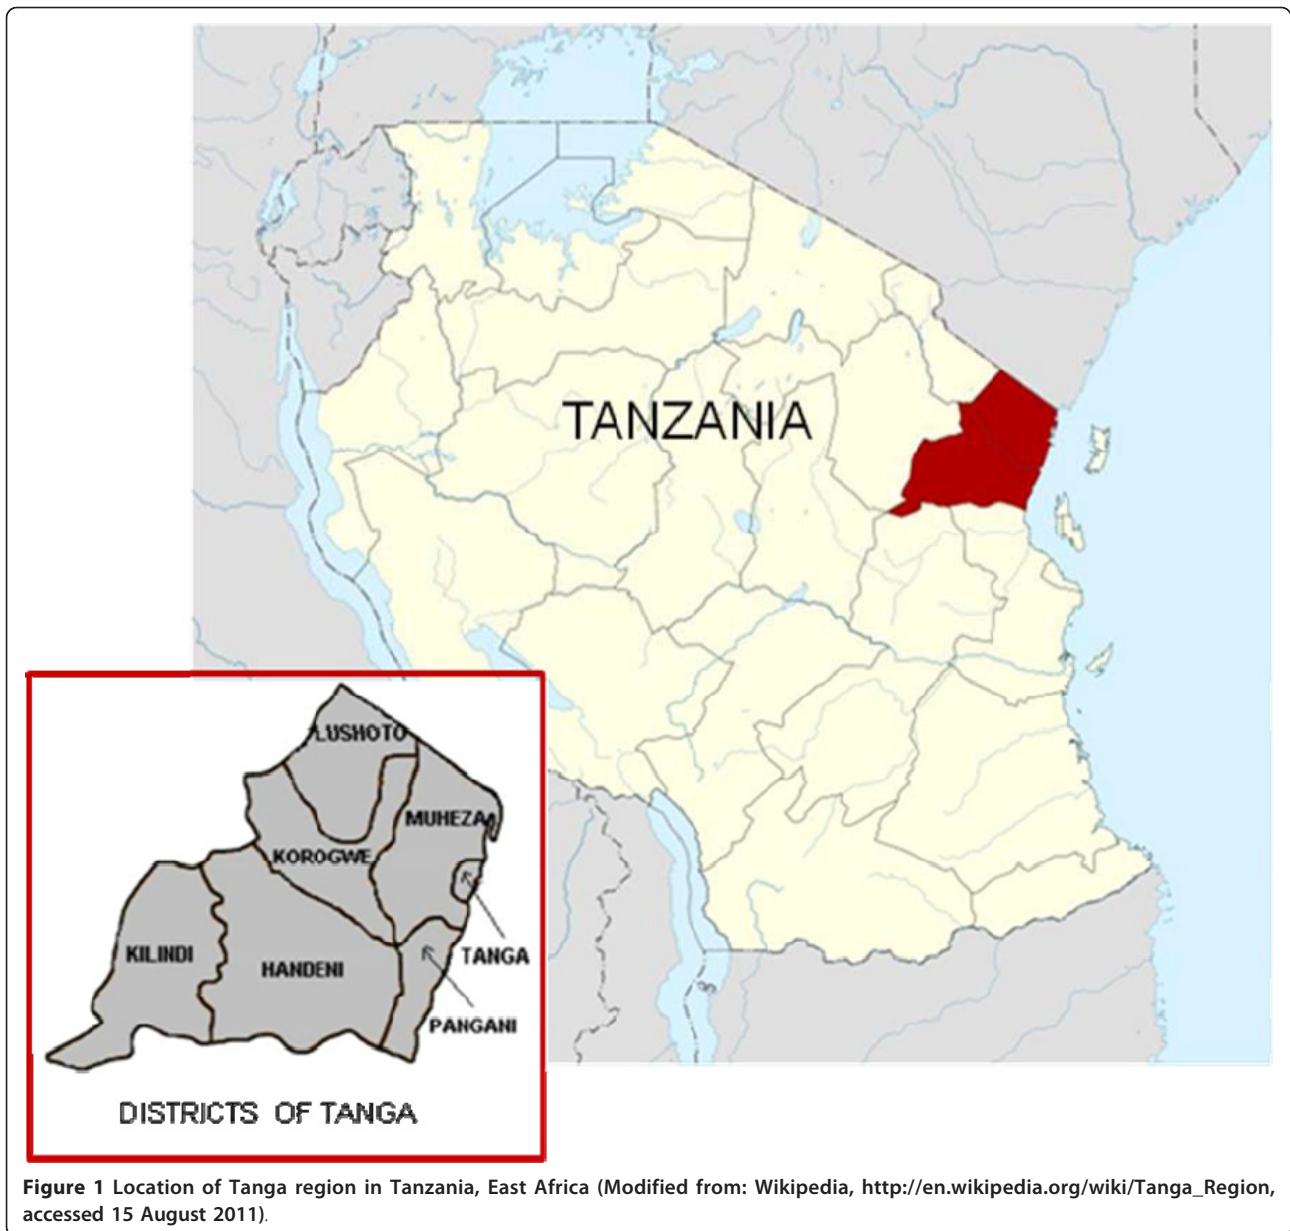 TANZANIA
LUSHOTO
MUHEZA
KOROGWE
KILINDI
HANDENI
TANGA
PANGANI
DISTRICTS OF TANGA
Figure 1 Location of Tanga region in Tanzania, East Africa (Modified from: Wikipedia, http://en.wikipedia.org/wiki/Tanga_Region,
accessed 15 August 2011).